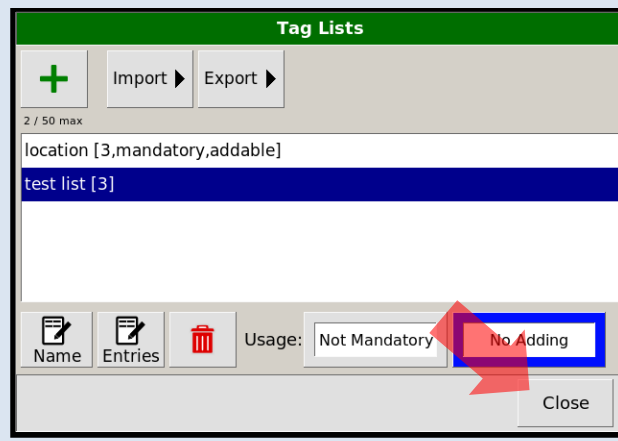 Tag Lists
Import Export
2 / 50 max
location [3,mandatory,addable]
test list [3]
Name Entries Usage: Not Mandatory No Adding
Close